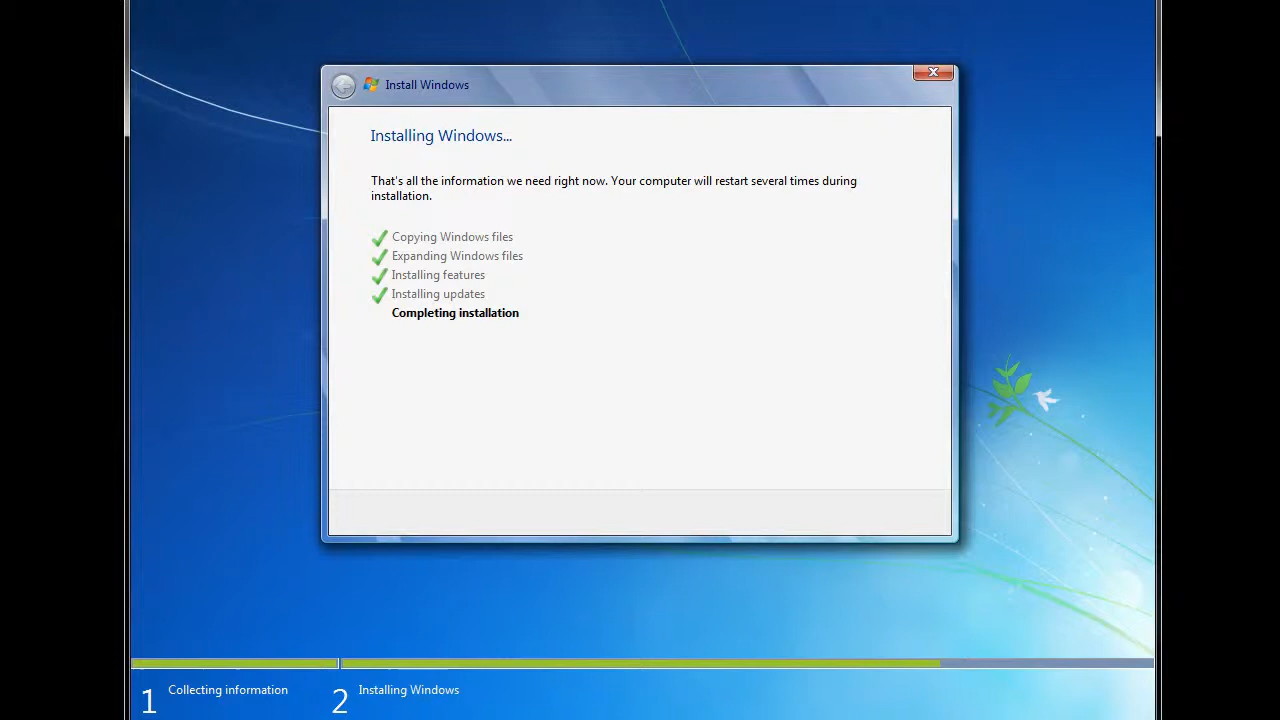 Install Windows
Installing Windows...
That's all the information we need right now. Your computer will restart several times during
installation.
Copying Windows files
Expanding Windows files
Installing features
Installing updates
Completing installation
1 Collecting information
2 Installing Windows